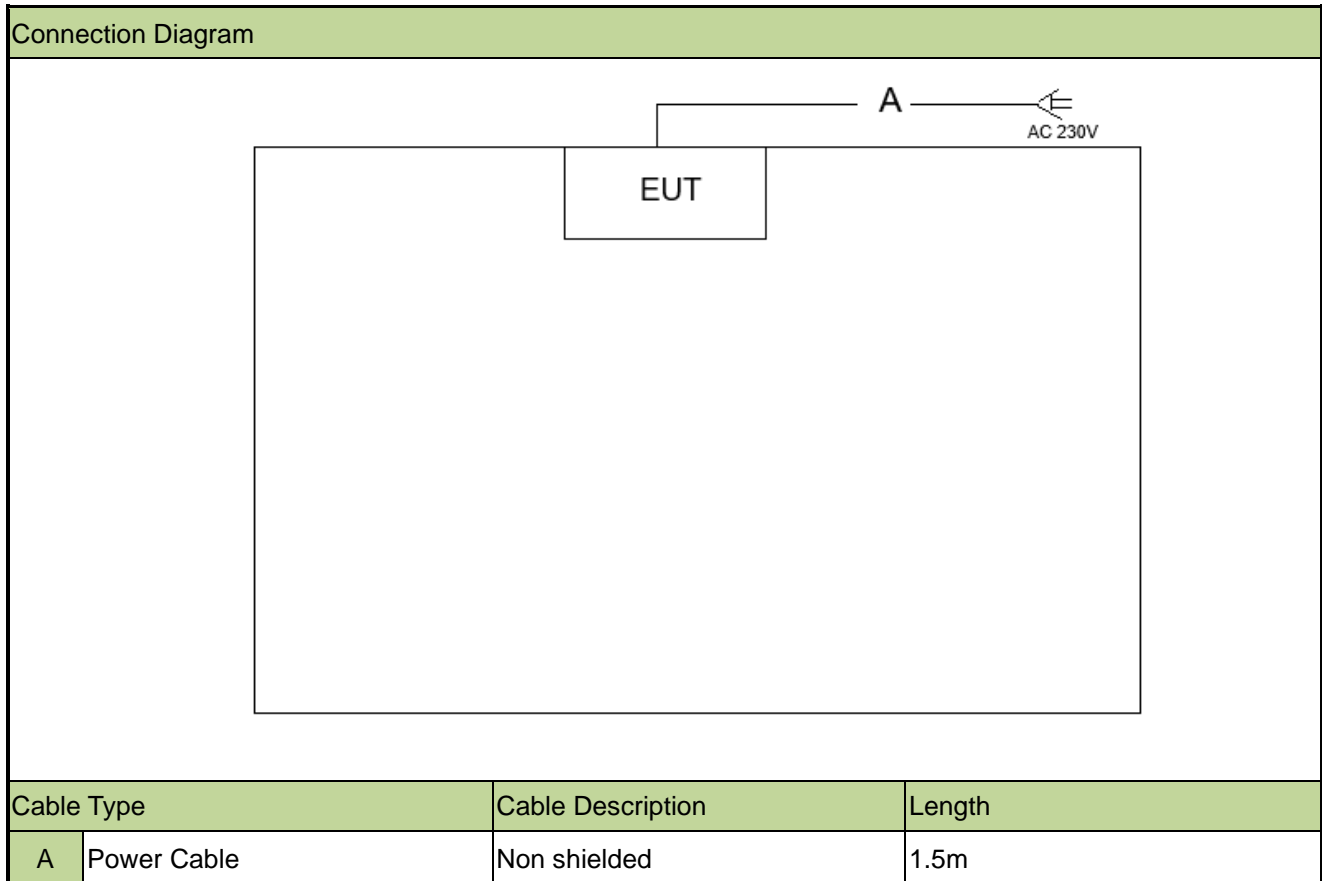 Connection Diagram
A
AC 230V
EUT
Cable Type Cable Description Length
A Power Cable Non shielded 1.5m